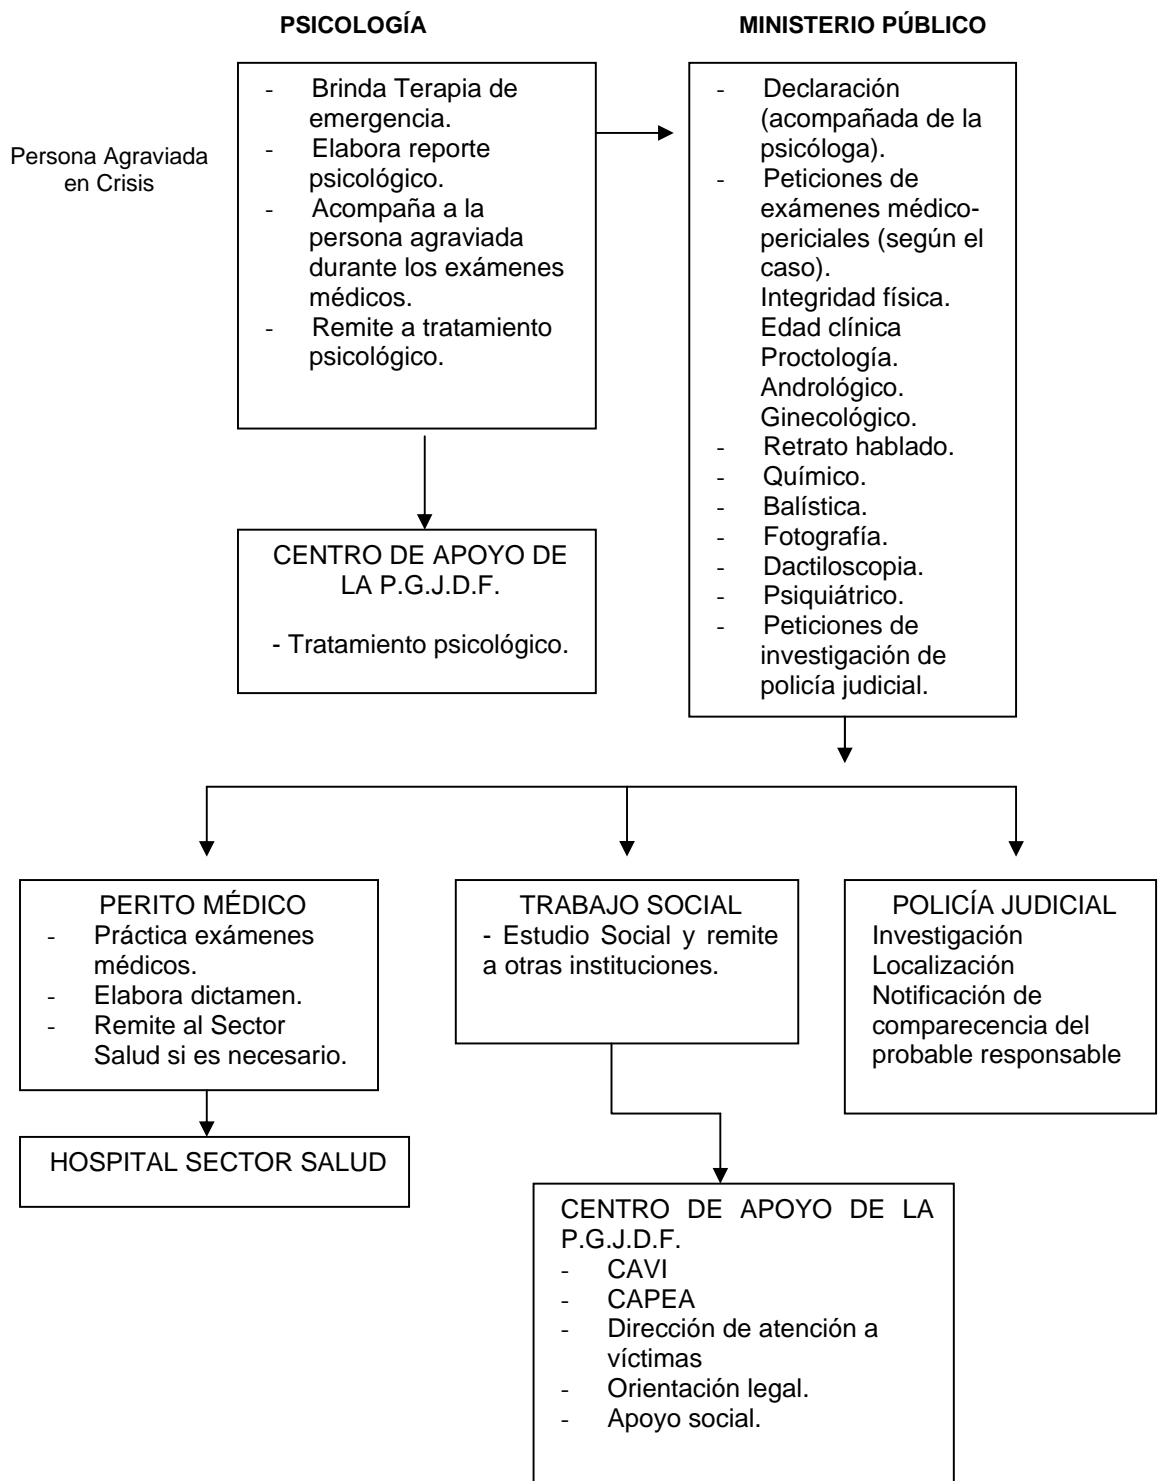 PSICOLOGÍA
MINISTERIO PÚBLICO
Persona Agraviada
en Crisis
- Brinda Terapia de
emergencia.
- Elabora reporte
psicológico.
- Acompaña a la
persona agraviada
durante los exámenes
médicos.
- Remite a tratamiento
psicológico.
- Declaración
(acompañada de la
psicóloga).
- Peticiones de
exámenes médico-
periciales (según el
caso).
Integridad física.
Edad clínica
Proctología.
Andrológico.
Ginecológico.
- Retrato hablado.
- Químico.
- Balística.
- Fotografía.
- Dactiloscopia.
- Psiquiátrico.
- Peticiones de
investigación de
policía judicial.
CENTRO DE APOYO DE
LA P.G.J.D.F.
- Tratamiento psicológico.
PERITO MÉDICO
- Práctica exámenes
médicos.
- Elabora dictamen.
- Remite al Sector
Salud si es necesario.
TRABAJO SOCIAL
- Estudio Social y remite
a otras instituciones.
POLICÍA JUDICIAL
Investigación
Localización
Notificación de
comparecencia del
probable responsable
HOSPITAL SECTOR SALUD
CENTRO DE APOYO DE LA
P.G.J.D.F.
- CAVI
- CAPEA
- Dirección de atención a
víctimas
- Orientación legal.
- Apoyo social.